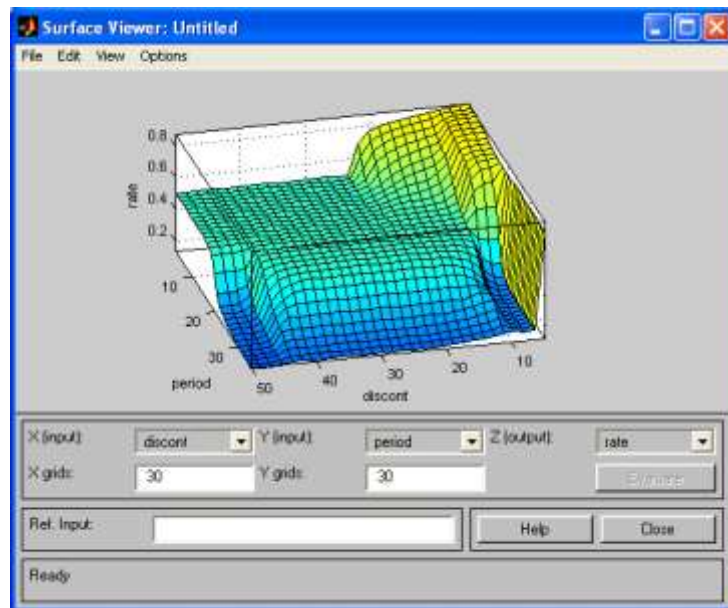 Surface Viewer: Untitled
File Edit View Options
0.8
0.6
0.4
0.2
rate
10
20
30
period
50
40
30
20
10
discont
X (input): discont Y (input): period Z (output): rate
X grids: 30 Y grids: 30 Evaluate
Ref. Input: Help Close
Ready